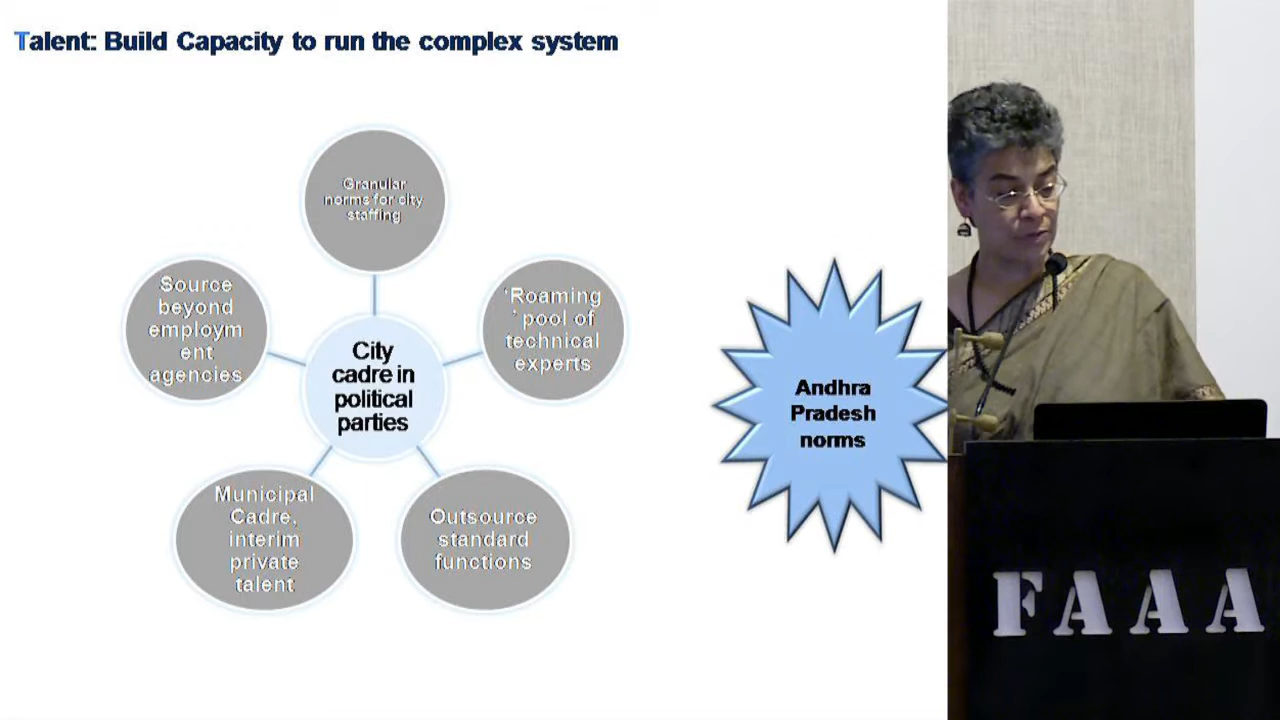 Talent: Build Capacity to run the complex system
Granular
norms for city
staffing
Source
beyond
employm
ent
agencies
'Roaming
' pool of
technical
experts
City
cadre in
political
parties
Andhra
Pradesh
norms
Municipal
Cadre,
interim
private
talent
Outsource
standard
functions
FAAA